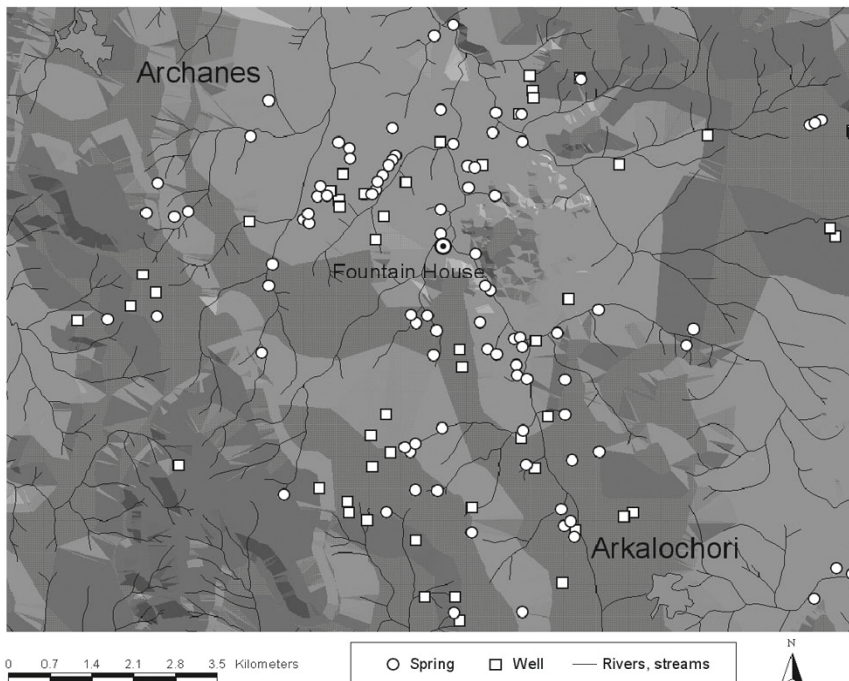 Archanes
Fountain House
Arkalochori
0 0.7 1.4 2.1 2.8 3.5 Kilometers
Spring Well Rivers, streams
N